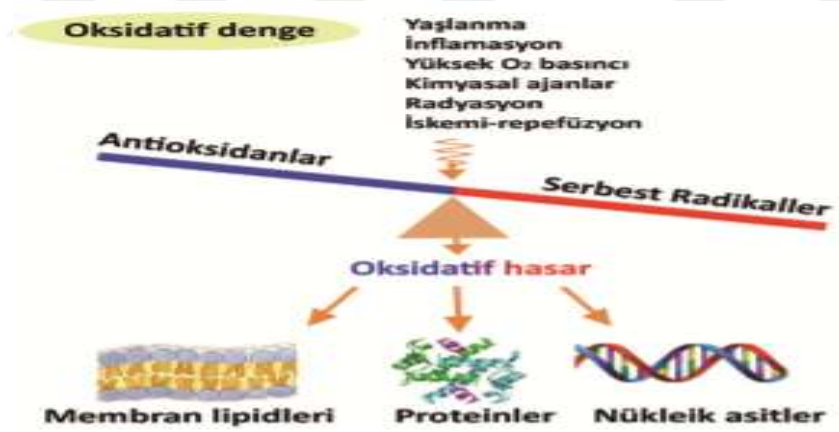 Oksidatif denge
Yaşlanma
İnflamasyon
Yüksek O₂ basıncı
Kimyasal ajanlar
Radyasyon
İskemi-repefüzyon
Antioksidanlar
Serbest Radikaller
Oksidatif hasar
Membran lipidleri
Proteinler
Nükleik asitler